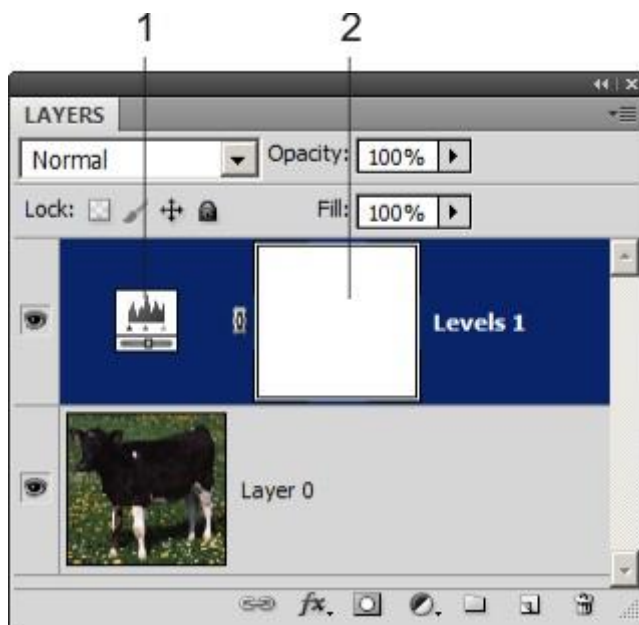 1 2
LAYERS
Normal Opacity: 100%
Lock: Fill: 100%
Levels 1
Layer 0
fx.